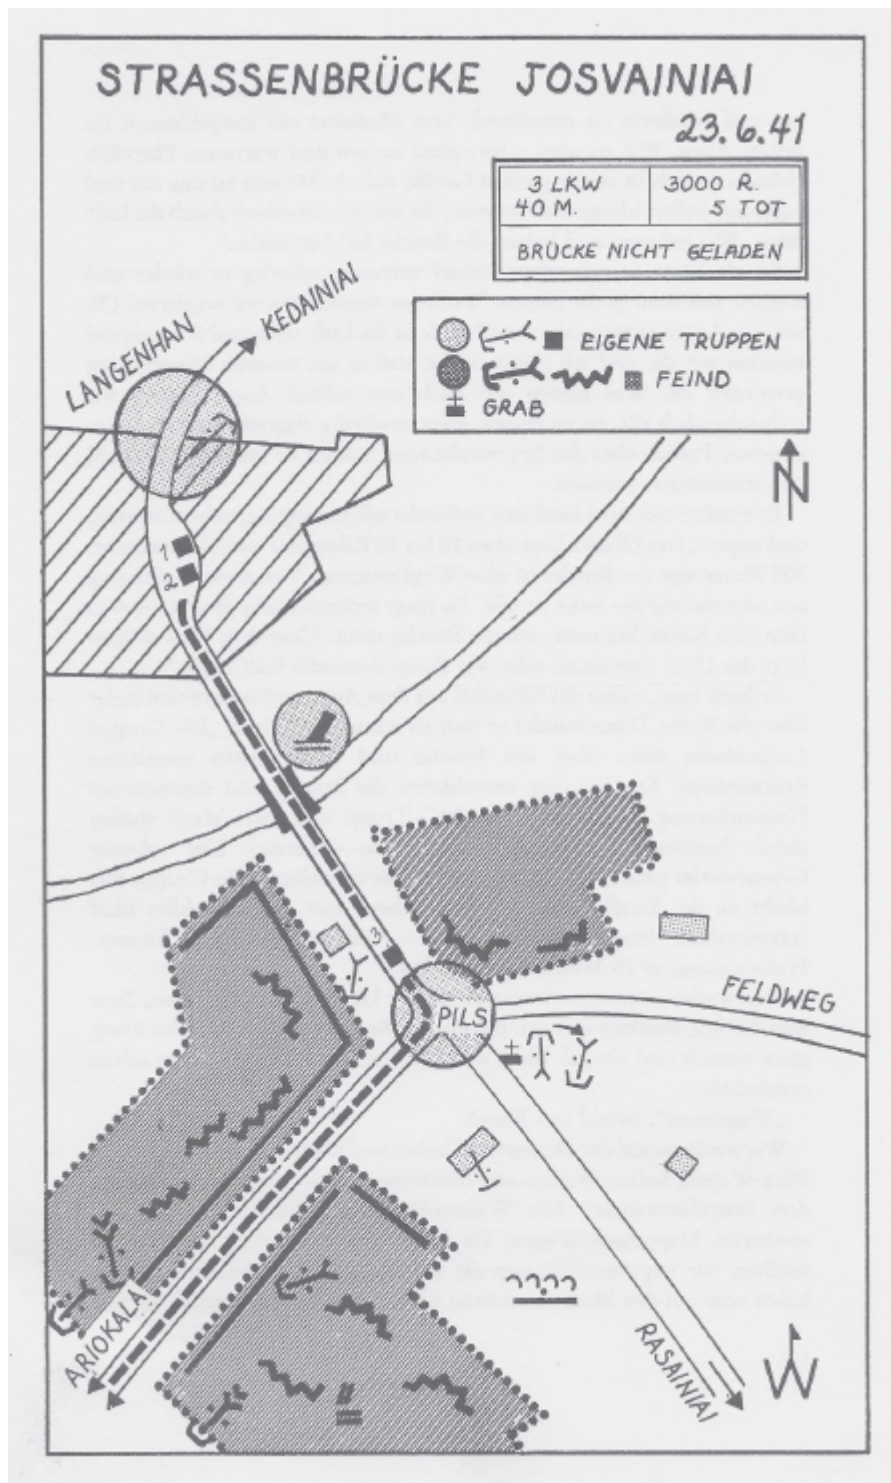 STRASSENBRÜCKE JOSVAINIAI
23.6.41
3 LKW
40 M.
3000 R.
5 TOT
BRÜCKE NICHT GELADEN
EIGENE TRUPPEN
FEIND
GRAB
LANGENHAN
KEDAINIAI
N
1
2
3
PILS
FELDWEG
ARIOKALA
RASAINIAI
W